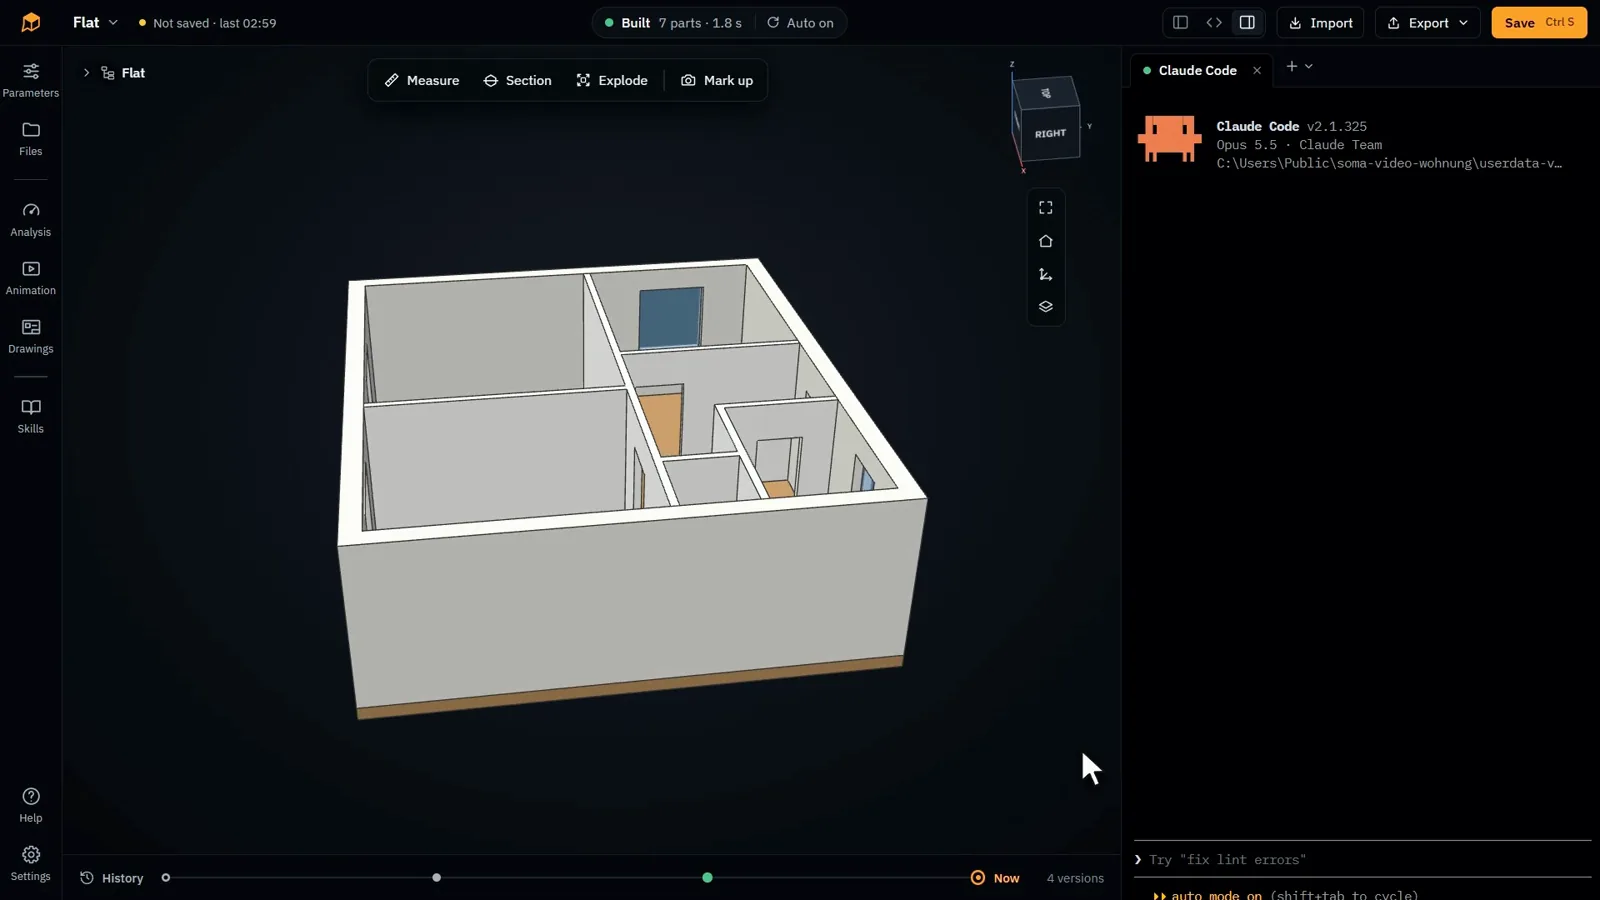 Flat
Not saved · last 02:59
Built 7 parts · 1.8 s
Auto on
Import
Export
Save Ctrl S
Parameters
Files
Analysis
Animation
Drawings
Skills
Help
Settings
Flat
Measure
Section
Explode
Mark up
Z
RIGHT
Y
X
Claude Code
Claude Code v2.1.325
Opus 5.5 · Claude Team
C:\Users\Public\soma-video-wohnung\userdata-v…
❯ Try "fix lint errors"
auto mode on (shift+tab to cycle)
History
Now
4 versions